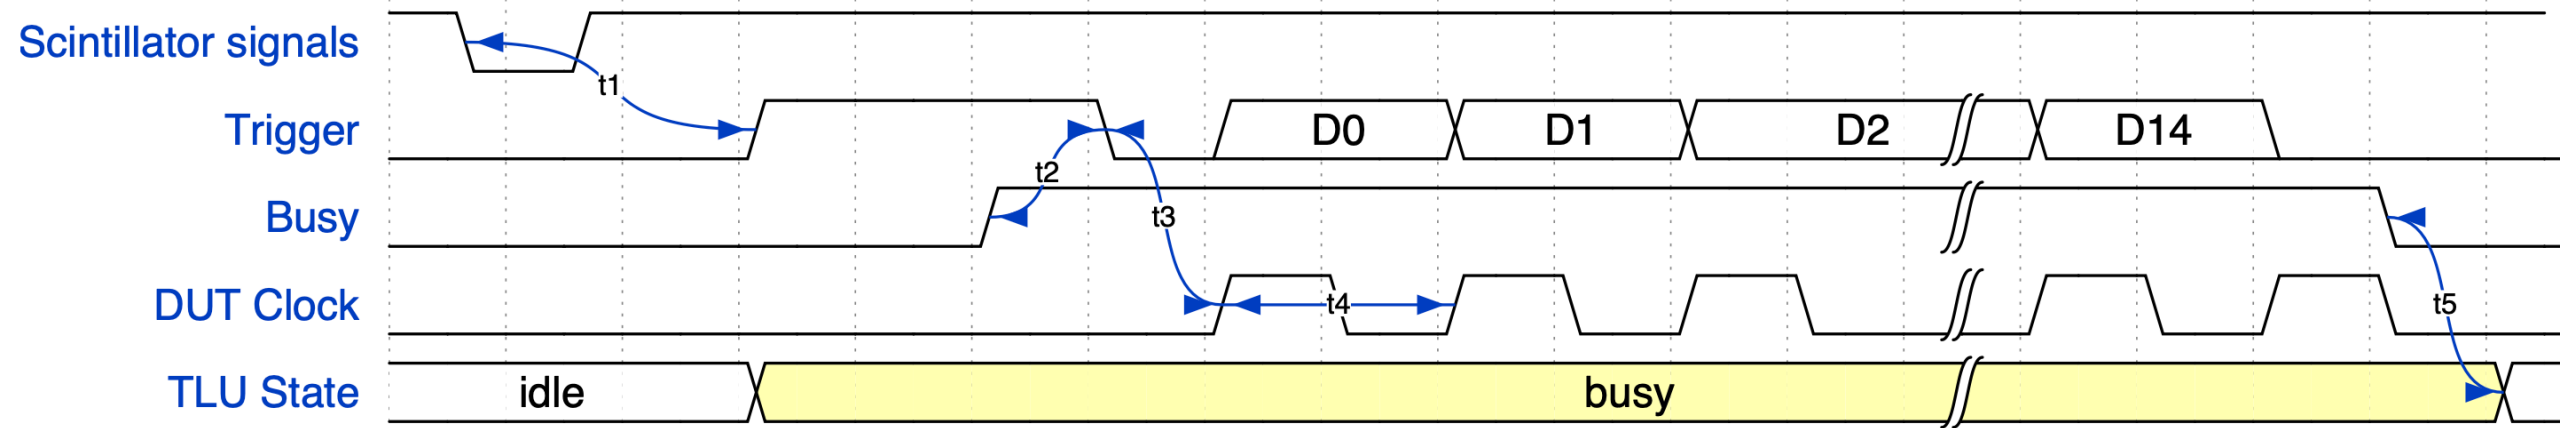 Scintillator signals
t1
Trigger
D0
D1
D2
D14
t2
Busy
t3
DUT Clock
t4
t5
TLU State
idle
busy